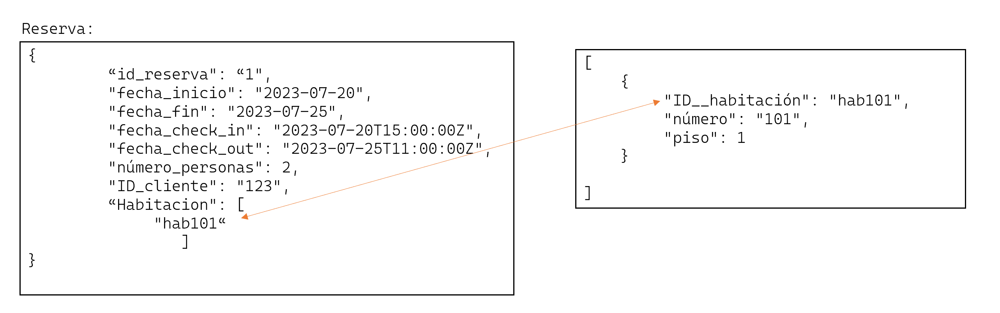 Reserva:
{
“id_reserva": “1",
"fecha_inicio": "2023-07-20",
"fecha_fin": "2023-07-25",
"fecha_check_in": "2023-07-20T15:00:00Z",
"fecha_check_out": "2023-07-25T11:00:00Z",
"número_personas": 2,
"ID_cliente": "123",
“Habitacion": [
"hab101“
]
}
[
{
"ID__habitación": "hab101",
"número": "101",
"piso": 1
}
]